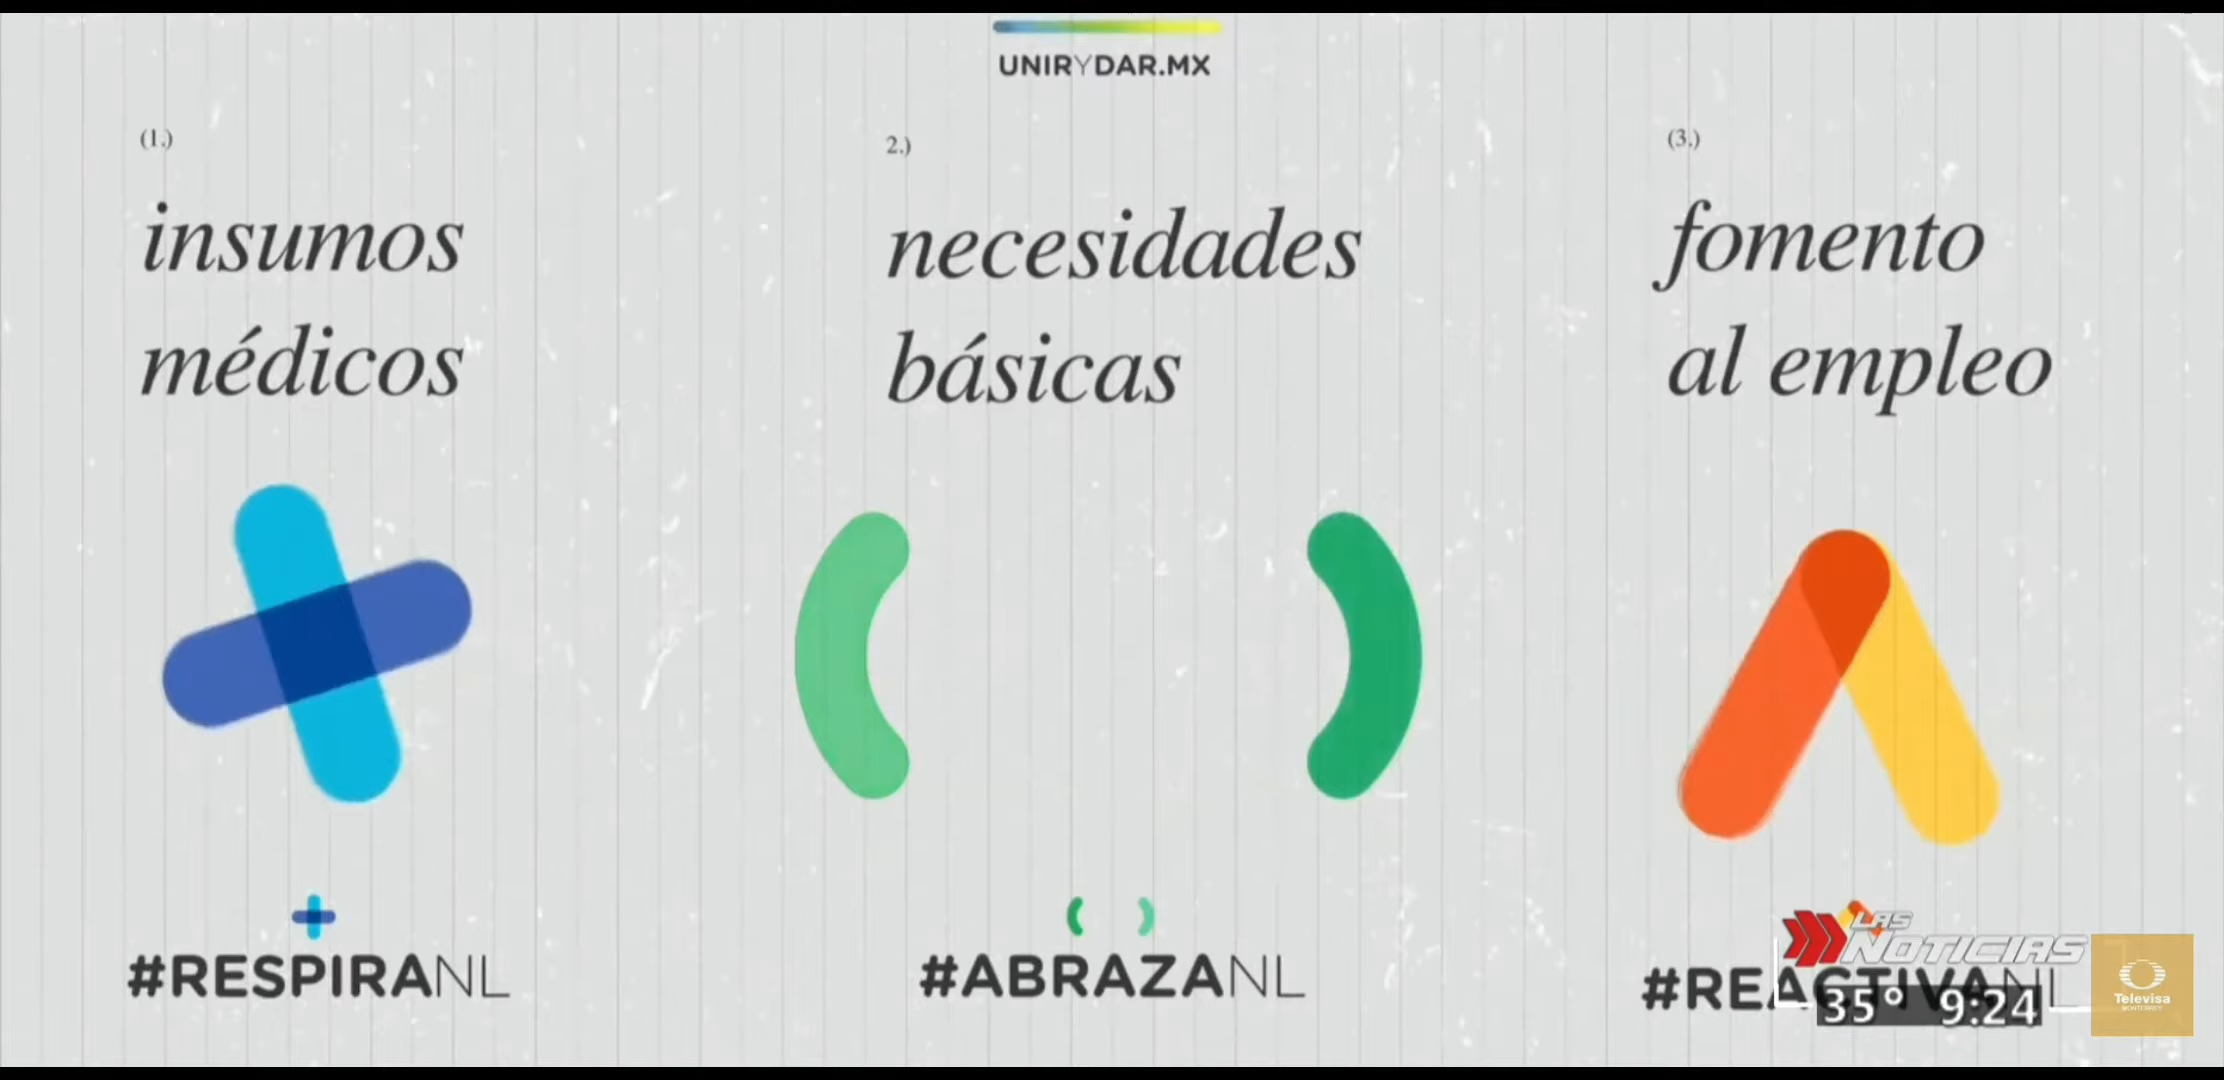 UNIRYDAR.MX
(1.)
insumos
médicos
#RESPIRANL
2.)
necesidades
básicas
#ABRAZANL
(3.)
fomento
al empleo
#REACTIVANL
LAS
NOTICIAS
35° 9:24
Televisa
MONTERREY